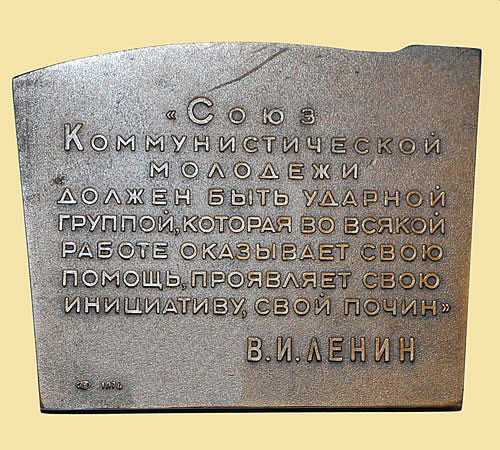 «Союз
Коммунистической
молодежи
должен быть ударной
группой, которая во всякой
работе оказывает свою
помощь, проявляет свою
инициативу, свой почин»
В.И.ЛЕНИН